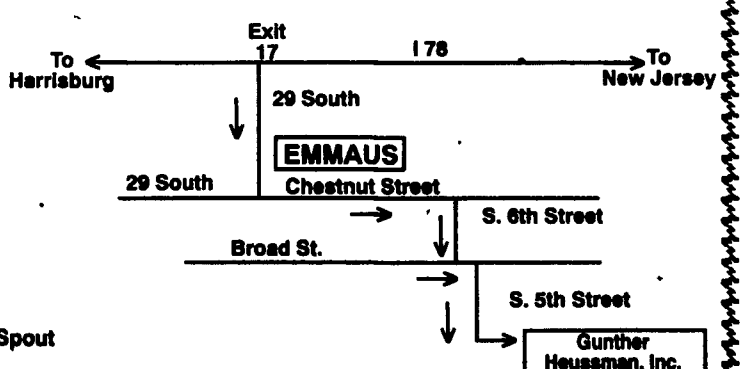 Exit
17
I 78
To
Harrisburg
To
New Jersey
29 South
EMMAUS
29 South
Chestnut Street
S. 6th Street
Broad St.
S. 5th Street
Spout
Gunther
Heussman, Inc.